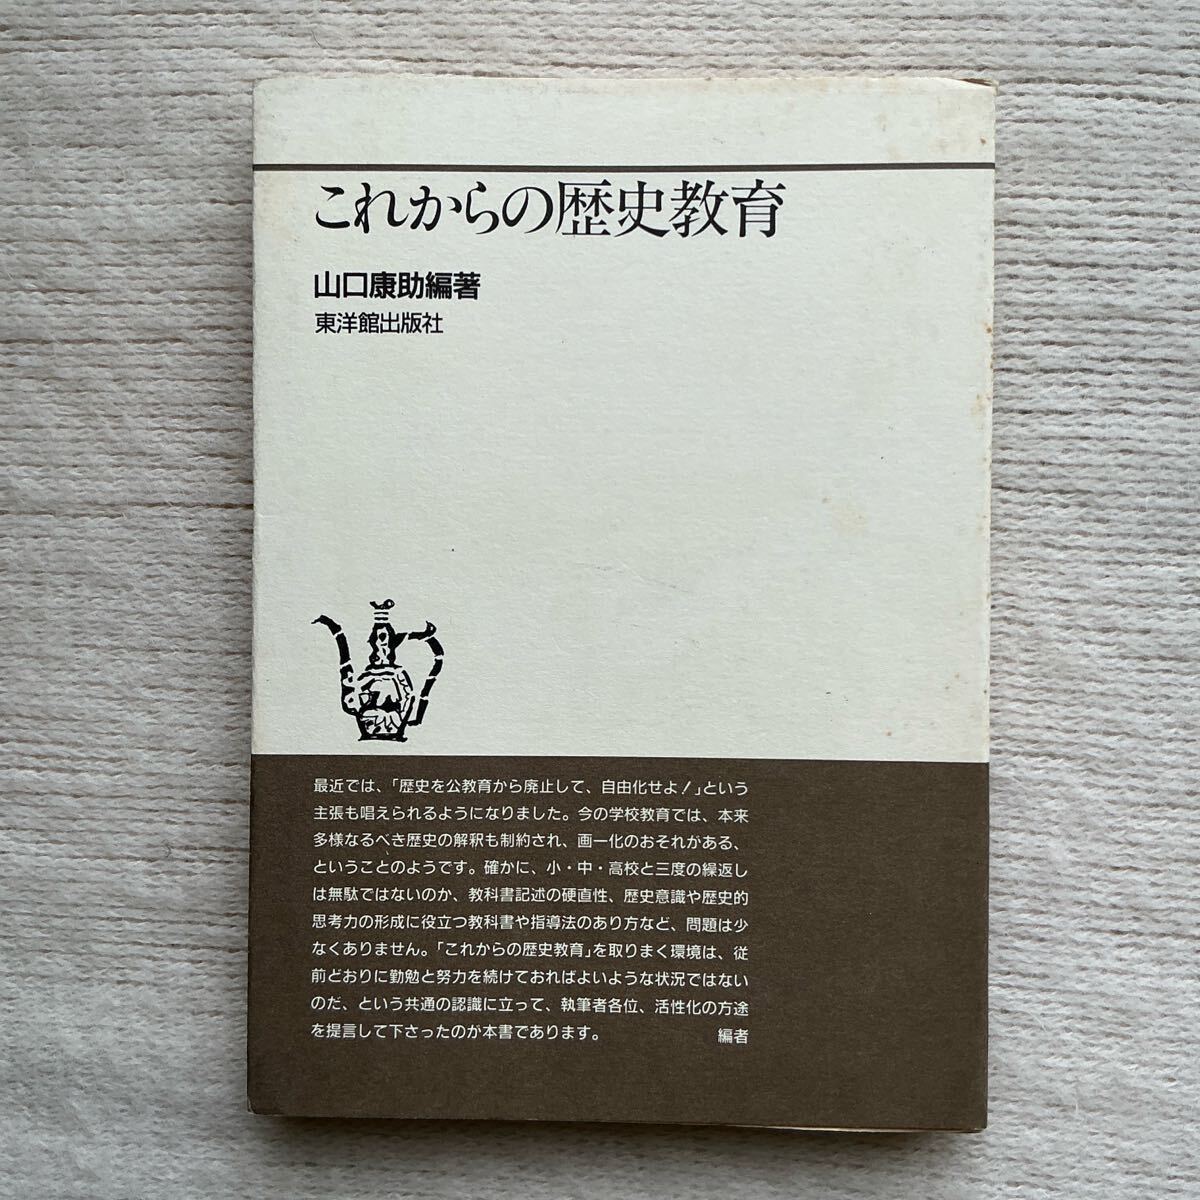 これからの歴史教育
山口康助編著
東洋館出版社
最近では、「歴史を公教育から廃止して、自由化せよ！」という
主張も唱えられるようになりました。今の学校教育では、本来
多様なるべき歴史の解釈も制約され、画一化のおそれがある、
ということのようです。確かに、小・中・高校と三度の繰返し
は無駄ではないのか、教科書記述の硬直性、歴史意識や歴史的
思考力の形成に役立つ教科書や指導法のあり方など、問題は少
なくありません。「これからの歴史教育」を取りまく環境は、従
前どおりに勤勉と努力を続けておればよいような状況ではない
のだ、という共通の認識に立って、執筆者各位、活性化の方途
を提言して下さったのが本書であります。 編者